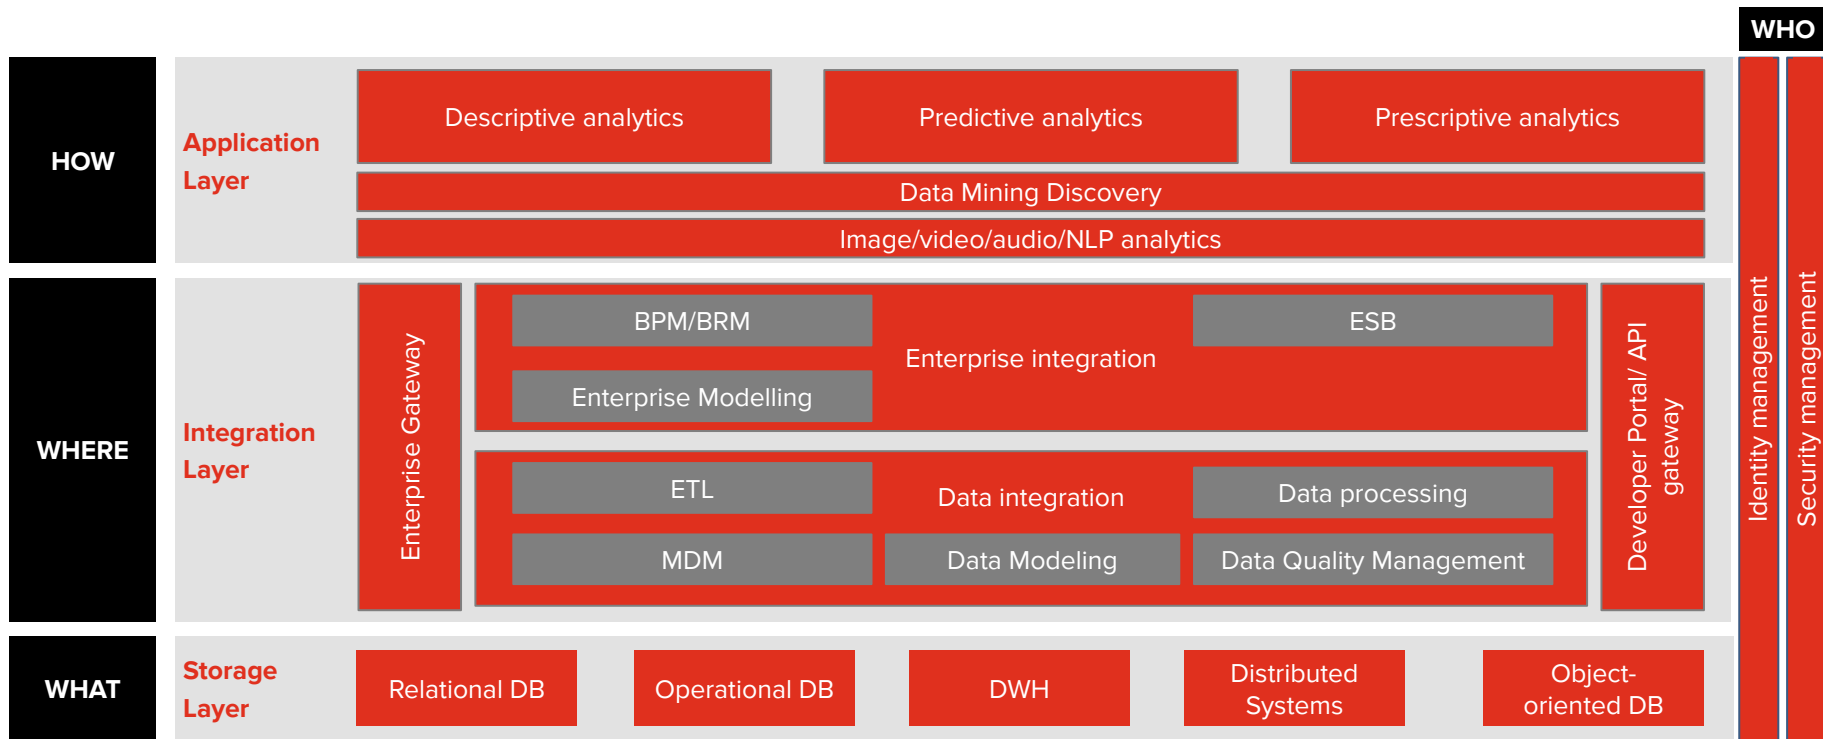 WHO
HOW
Application
Layer
Descriptive analytics
Predictive analytics
Prescriptive analytics
Data Mining Discovery
Image/video/audio/NLP analytics
WHERE
Integration
Layer
Enterprise Gateway
BPM/BRM
ESB
Enterprise integration
Enterprise Modelling
ETL
Data integration
Data processing
MDM
Data Modeling
Data Quality Management
Developer Portal/ API
gateway
WHAT
Storage
Layer
Relational DB
Operational DB
DWH
Distributed
Systems
Object-
oriented DB
Identity management
Security management